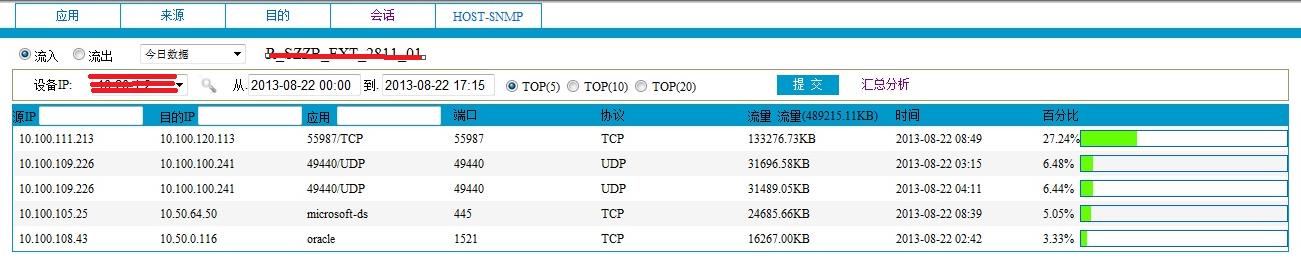 应用 来源 目的 会话 HOST-SNMP
流入 流出 今日数据
设备IP: 从 2013-08-22 00:00 到 2013-08-22 17:15 TOP(5) TOP(10) TOP(20) 提 交 汇总分析
源IP 目的IP 应用 端口 协议 流量 流量(489215.11KB) 时间 百分比
10.100.111.213 10.100.120.113 55987/TCP 55987 TCP 133276.73KB 2013-08-22 08:49 27.24%
10.100.109.226 10.100.100.241 49440/UDP 49440 UDP 31696.58KB 2013-08-22 03:15 6.48%
10.100.109.226 10.100.100.241 49440/UDP 49440 UDP 31489.05KB 2013-08-22 04:11 6.44%
10.100.105.25 10.50.64.50 microsoft-ds 445 TCP 24685.66KB 2013-08-22 08:39 5.05%
10.100.108.43 10.50.0.116 oracle 1521 TCP 16267.00KB 2013-08-22 02:42 3.33%